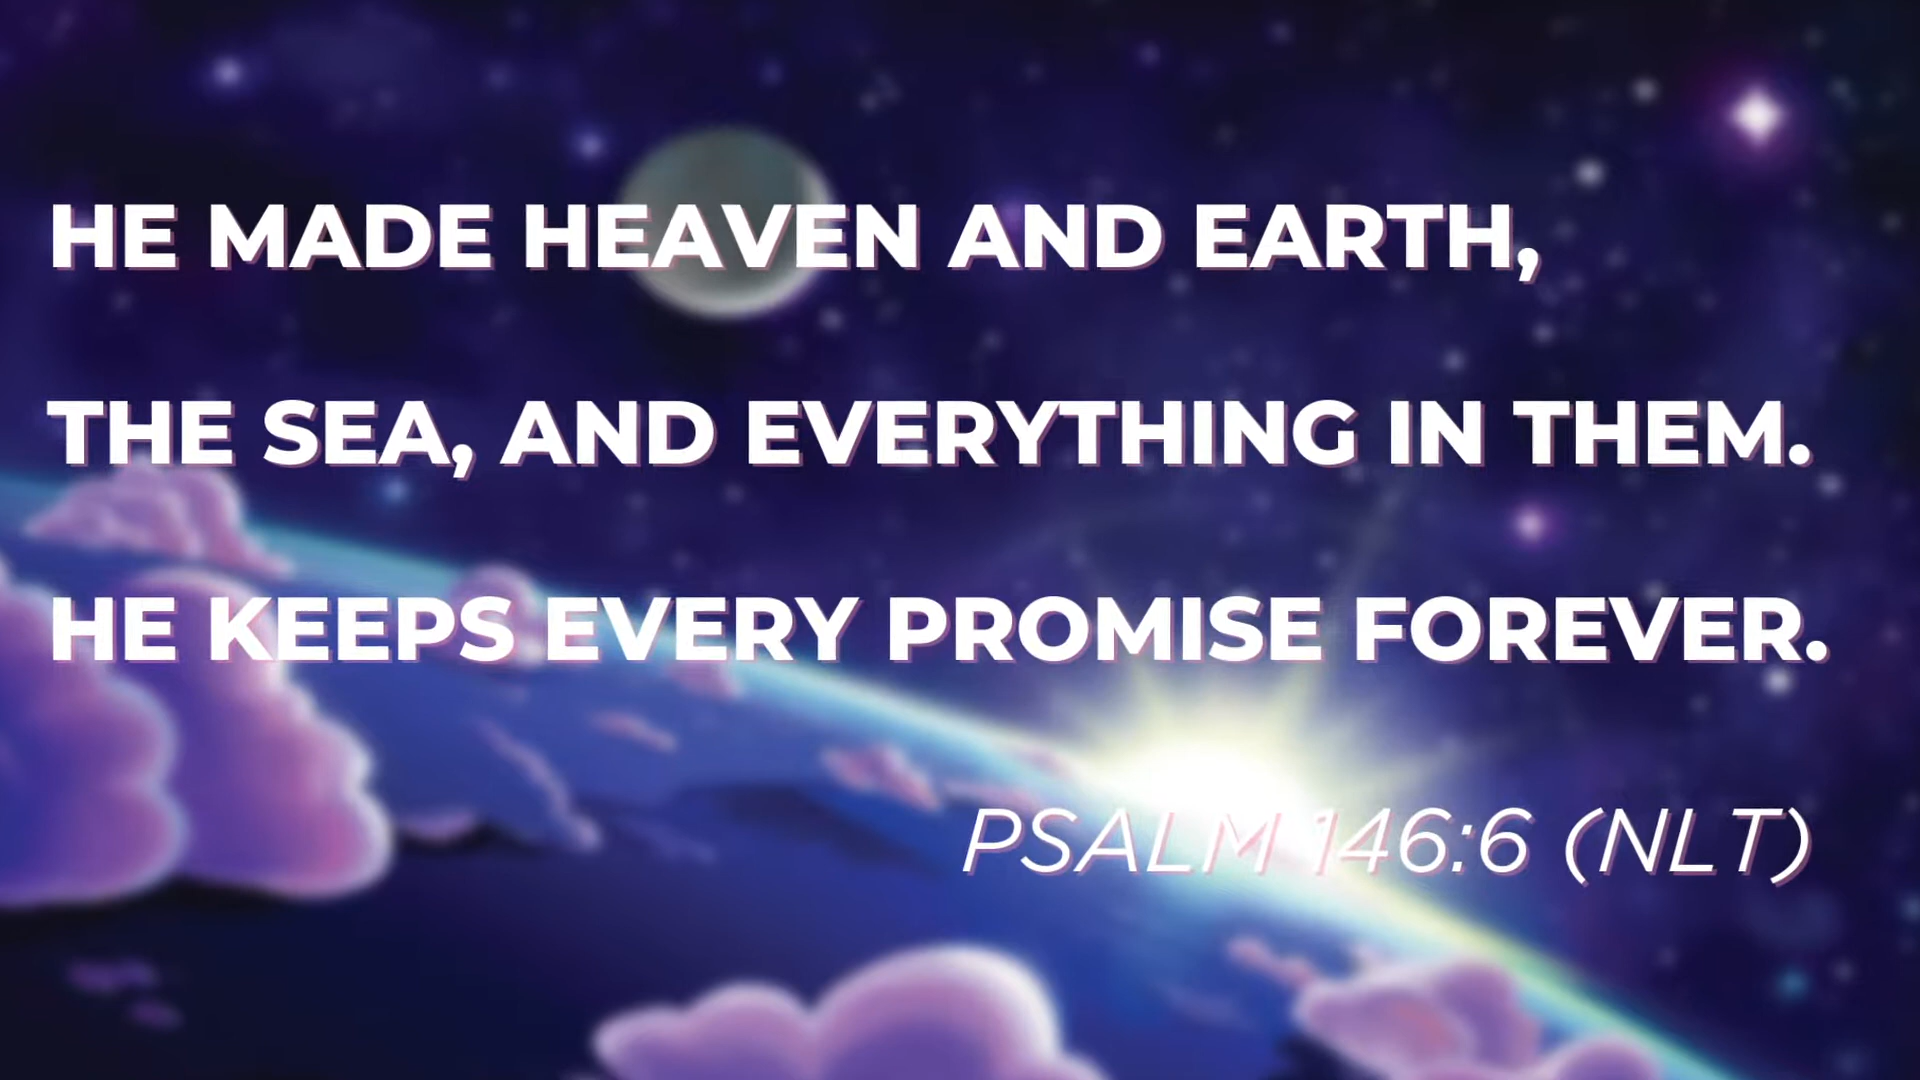 HE MADE HEAVEN AND EARTH,
THE SEA, AND EVERYTHING IN THEM.
HE KEEPS EVERY PROMISE FOREVER.
PSALM 146:6 (NLT)